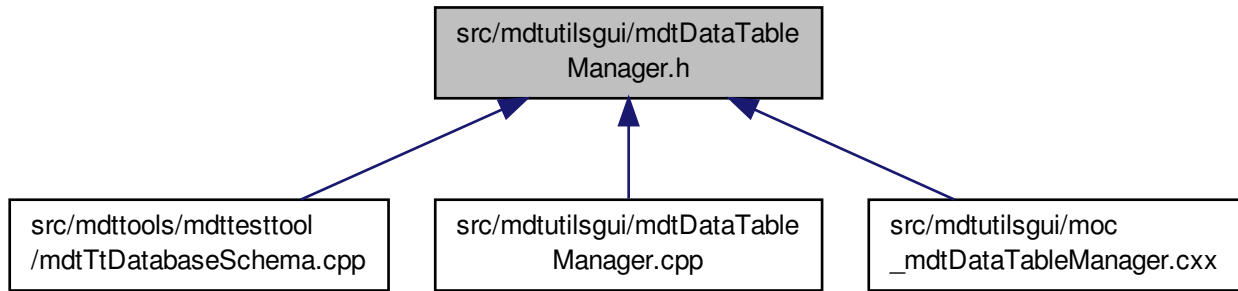 src/mdtutilsgui/mdtDataTable
Manager.h
src/mdttools/mdttesttool
/mdtTtDatabaseSchema.cpp
src/mdtutilsgui/mdtDataTable
Manager.cpp
src/mdtutilsgui/moc
_mdtDataTableManager.cxx